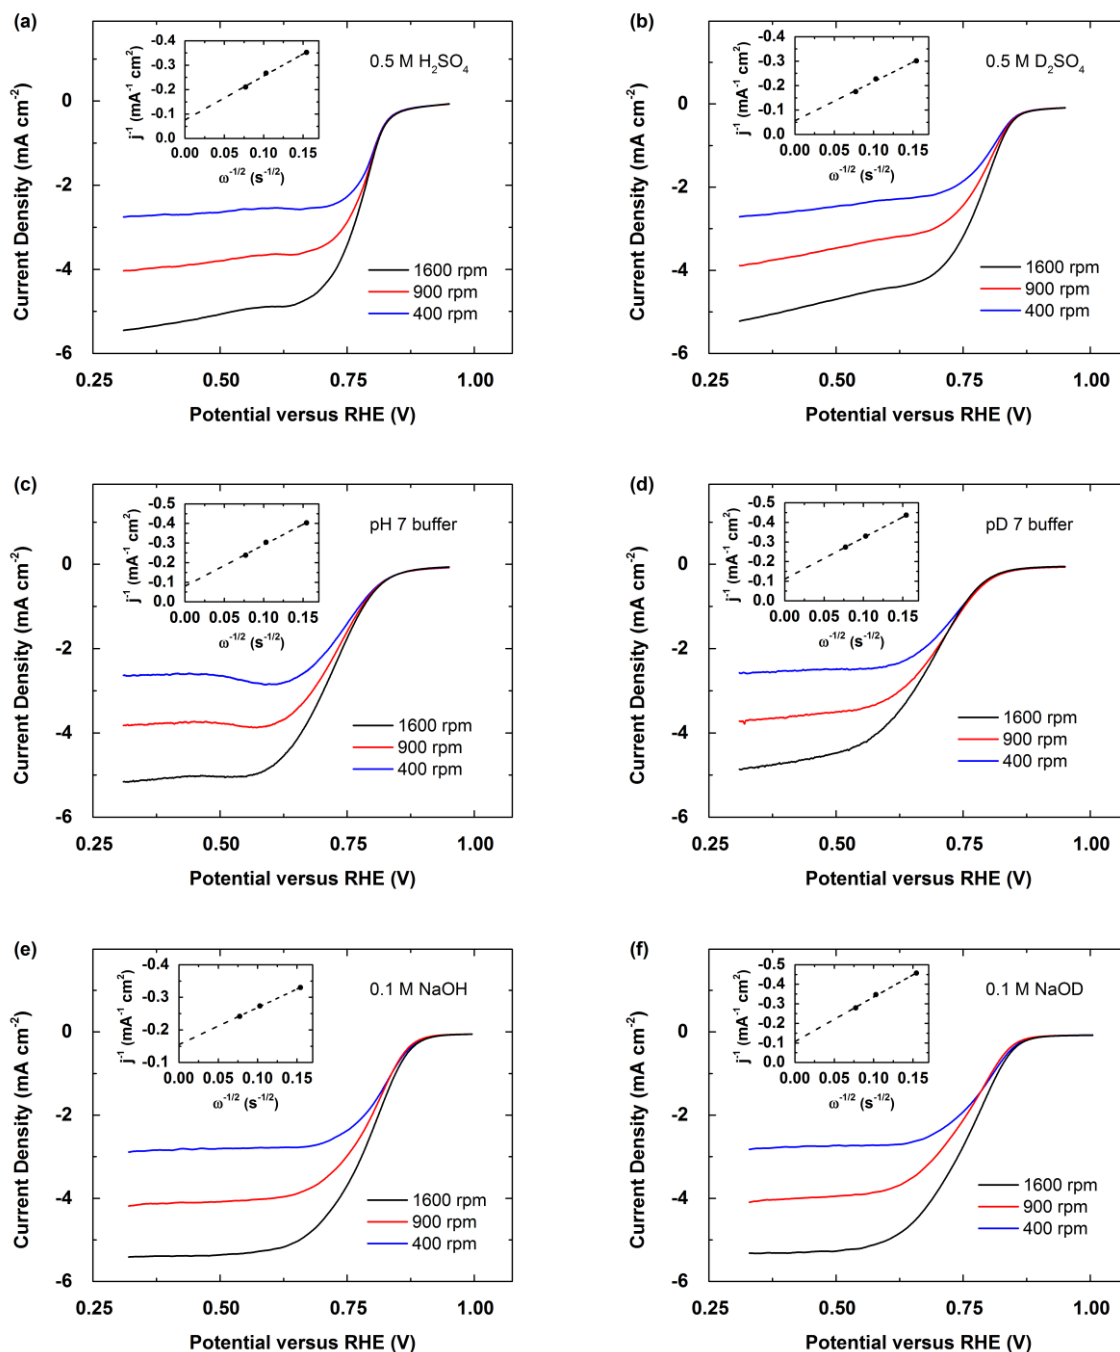 (a)
0.5 M H₂SO₄
j⁻¹ (mA⁻¹ cm²)
-0.4
-0.3
-0.2
-0.1
0.0
0.00 0.05 0.10 0.15
ω⁻¹/² (s⁻¹/²)
Current Density (mA cm⁻²)
0
-2
-4
-6
1600 rpm
900 rpm
400 rpm
0.25 0.50 0.75 1.00
Potential versus RHE (V)
(b)
0.5 M D₂SO₄
j⁻¹ (mA⁻¹ cm²)
-0.4
-0.3
-0.2
-0.1
0.0
0.00 0.05 0.10 0.15
ω⁻¹/² (s⁻¹/²)
Current Density (mA cm⁻²)
0
-2
-4
-6
1600 rpm
900 rpm
400 rpm
0.25 0.50 0.75 1.00
Potential versus RHE (V)
(c)
pH 7 buffer
j⁻¹ (mA⁻¹ cm²)
-0.5
-0.4
-0.3
-0.2
-0.1
0.0
0.00 0.05 0.10 0.15
ω⁻¹/² (s⁻¹/²)
Current Density (mA cm⁻²)
0
-2
-4
-6
1600 rpm
900 rpm
400 rpm
0.25 0.50 0.75 1.00
Potential versus RHE (V)
(d)
pD 7 buffer
j⁻¹ (mA⁻¹ cm²)
-0.5
-0.4
-0.3
-0.2
-0.1
0.0
0.00 0.05 0.10 0.15
ω⁻¹/² (s⁻¹/²)
Current Density (mA cm⁻²)
0
-2
-4
-6
1600 rpm
900 rpm
400 rpm
0.25 0.50 0.75 1.00
Potential versus RHE (V)
(e)
0.1 M NaOH
j⁻¹ (mA⁻¹ cm²)
-0.4
-0.3
-0.2
-0.1
0.00 0.05 0.10 0.15
ω⁻¹/² (s⁻¹/²)
Current Density (mA cm⁻²)
0
-2
-4
-6
1600 rpm
900 rpm
400 rpm
0.25 0.50 0.75 1.00
Potential versus RHE (V)
(f)
0.1 M NaOD
j⁻¹ (mA⁻¹ cm²)
-0.5
-0.4
-0.3
-0.2
-0.1
0.0
0.00 0.05 0.10 0.15
ω⁻¹/² (s⁻¹/²)
Current Density (mA cm⁻²)
0
-2
-4
-6
1600 rpm
900 rpm
400 rpm
0.25 0.50 0.75 1.00
Potential versus RHE (V)